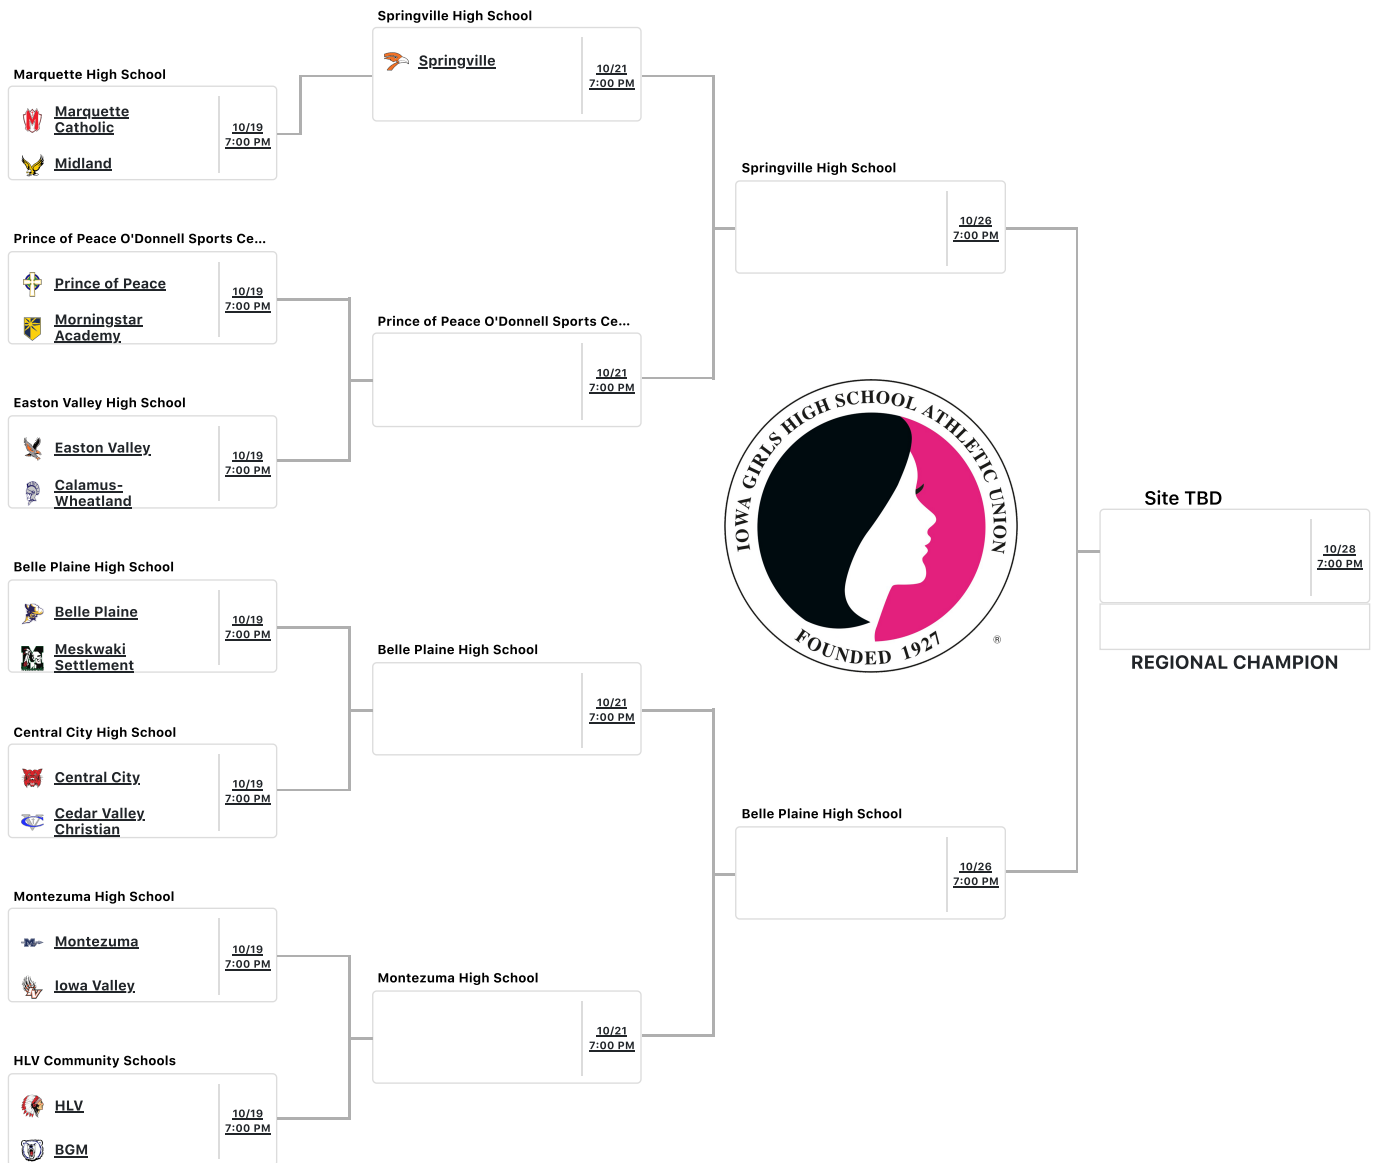 Springville High School
Springville
10/21
7:00 PM
Marquette High School
Marquette
Catholic
Midland
10/19
7:00 PM
Prince of Peace O'Donnell Sports Ce...
Prince of Peace
Morningstar
Academy
10/19
7:00 PM
Easton Valley High School
Easton Valley
Calamus-
Wheatland
10/19
7:00 PM
Prince of Peace O'Donnell Sports Ce...
10/21
7:00 PM
Springville High School
10/26
7:00 PM
Belle Plaine High School
Belle Plaine
Meskwaki
Settlement
10/19
7:00 PM
Central City High School
Central City
Cedar Valley
Christian
10/19
7:00 PM
Belle Plaine High School
10/21
7:00 PM
Montezuma High School
Montezuma
Iowa Valley
10/19
7:00 PM
HLV Community Schools
HLV
BGM
10/19
7:00 PM
Montezuma High School
10/21
7:00 PM
Belle Plaine High School
10/26
7:00 PM
IOWA GIRLS HIGH SCHOOL ATHLETIC UNION
FOUNDED 1927
®
Site TBD
10/28
7:00 PM
REGIONAL CHAMPION